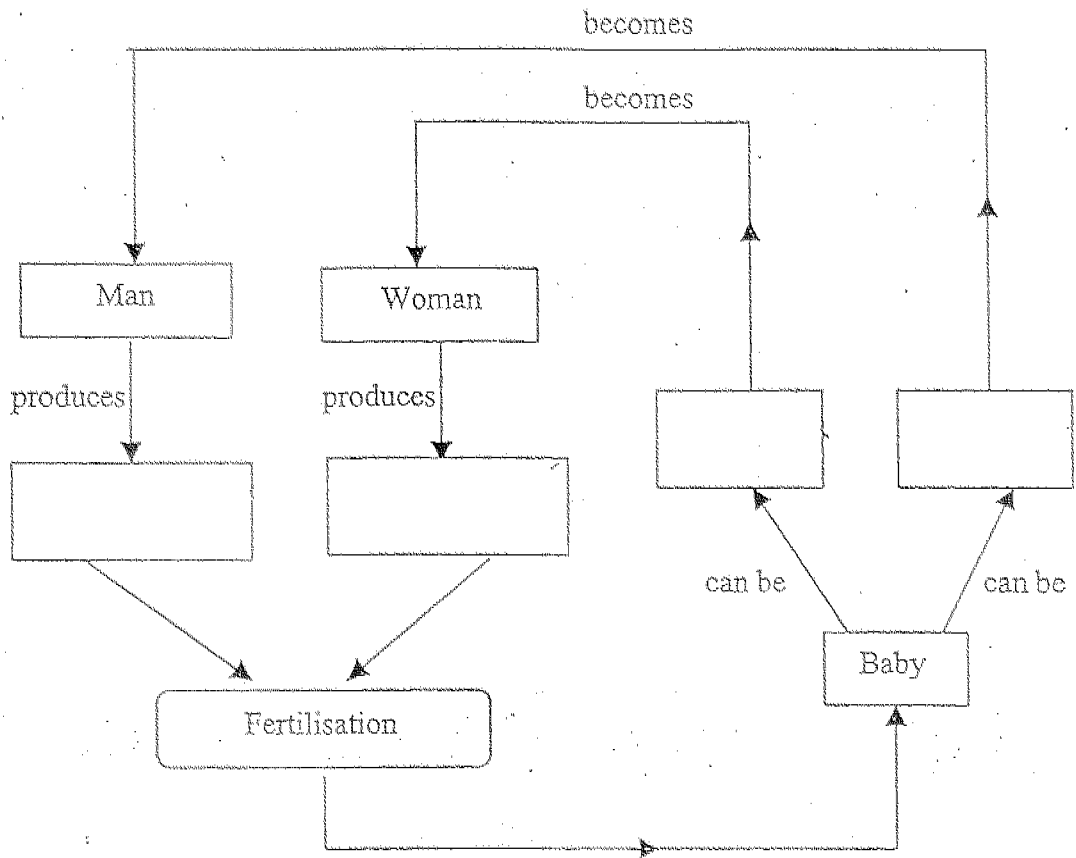 becomes
becomes
Man
Woman
produces
produces
can be
can be
Baby
Fertilisation